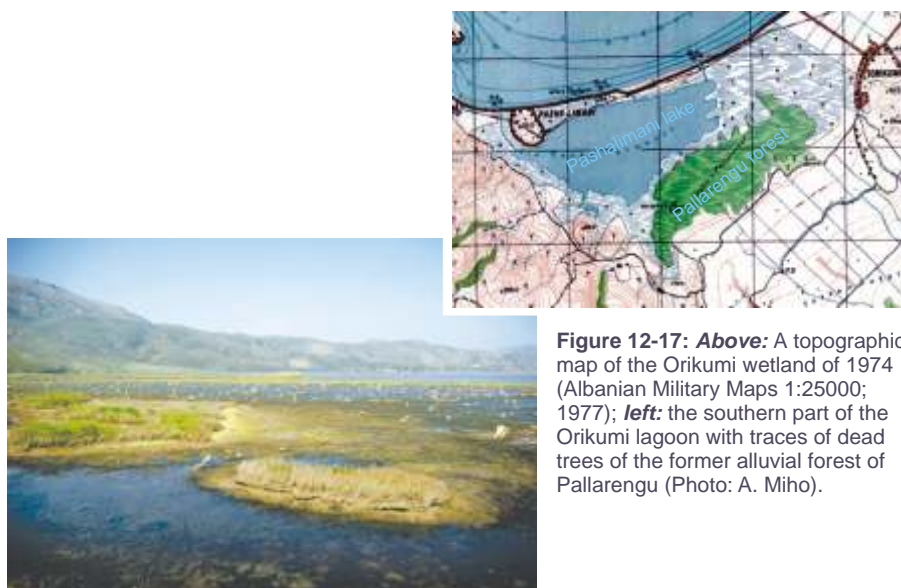 Pashalimani lake
Pallarengu forest
Figure 12-17: Above: A topographic
map of the Orikumi wetland of 1974
(Albanian Military Maps 1:25000;
1977); left: the southern part of the
Orikumi lagoon with traces of dead
trees of the former alluvial forest of
Pallarengu (Photo: A. Miho).